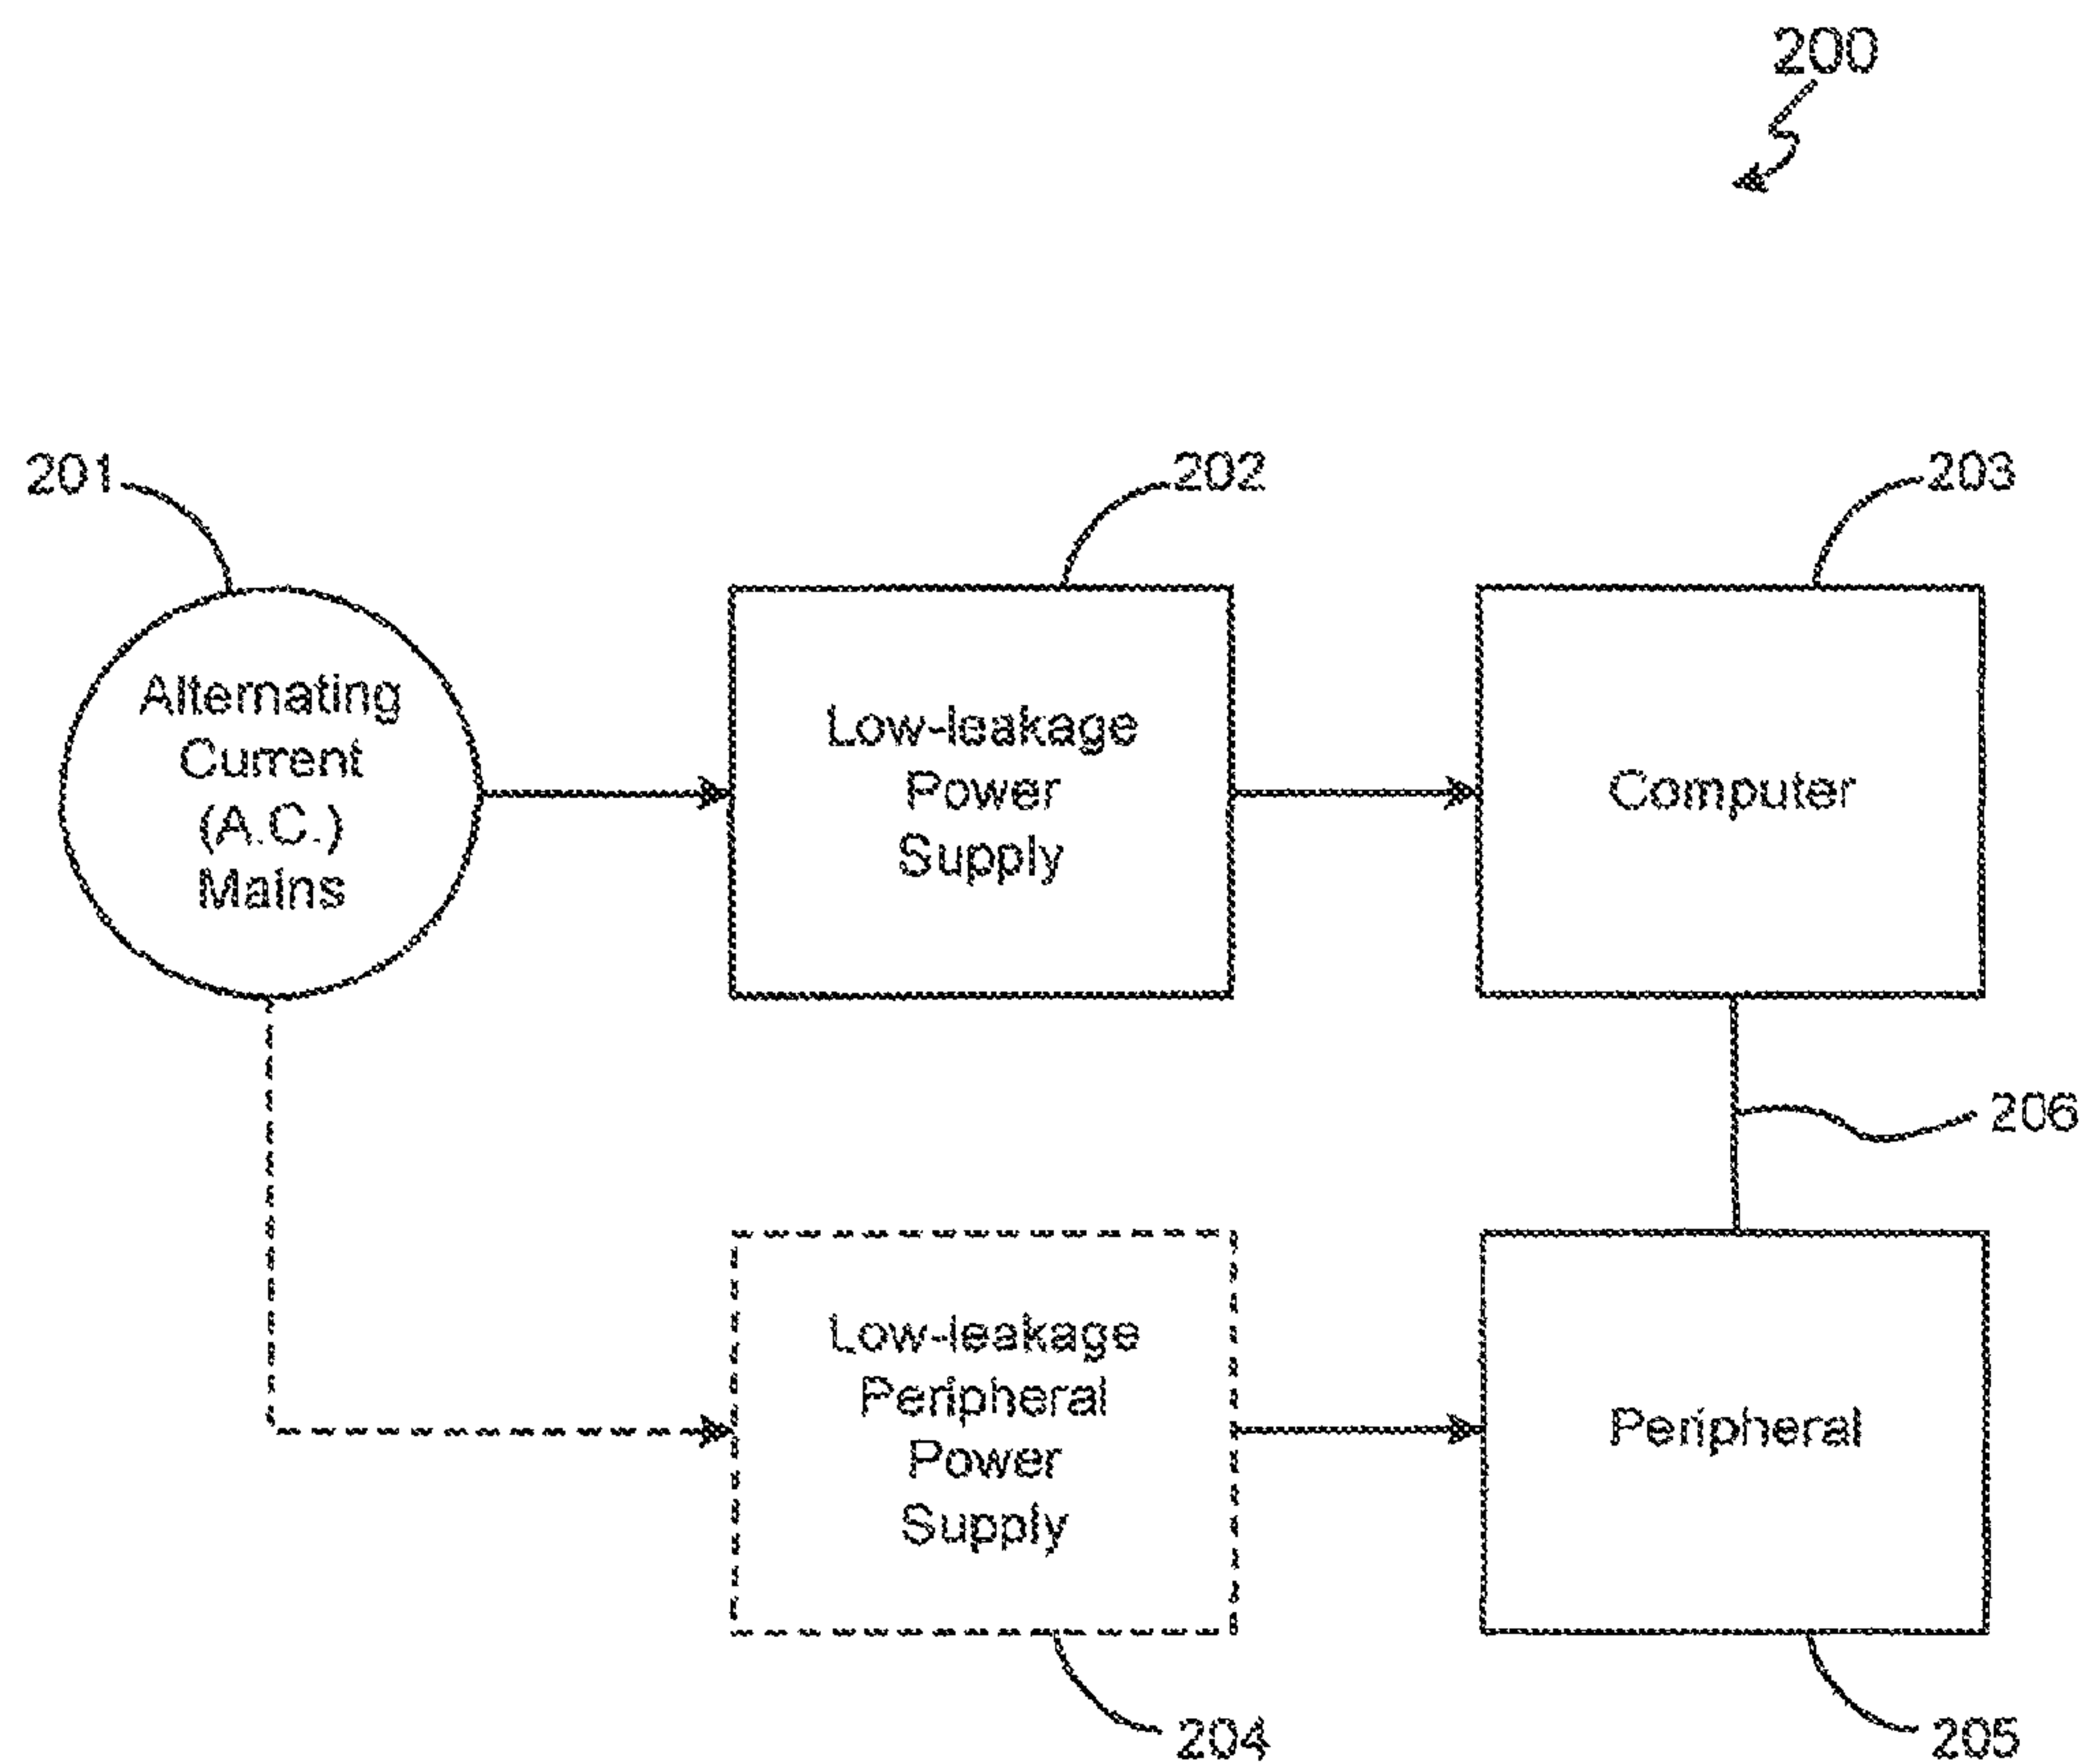 200
201
202
203
Alternating
Current
(A.C.)
Mains
Low-leakage
Power
Supply
Computer
206
Low-leakage
Peripheral
Power
Supply
Peripheral
204
205